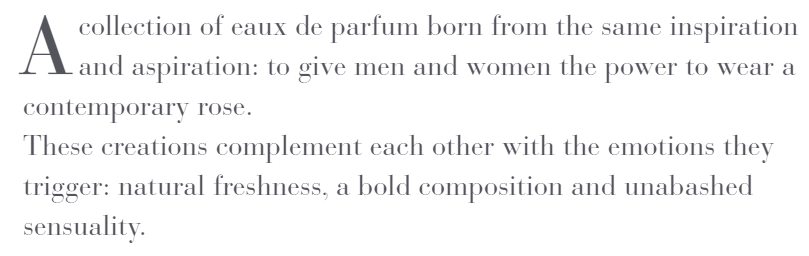 A collection of eaux de parfum born from the same inspiration
and aspiration: to give men and women the power to wear a
contemporary rose.
These creations complement each other with the emotions they
trigger: natural freshness, a bold composition and unabashed
sensuality.